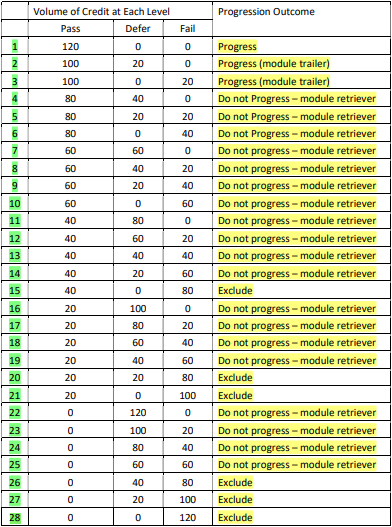 Volume of Credit at Each Level Progression Outcome
Pass Defer Fail
1 120 0 0 Progress
2 100 20 0 Progress (module trailer)
3 100 0 20 Progress (module trailer)
4 80 40 0 Do not Progress – module retriever
5 80 20 20 Do not Progress – module retriever
6 80 0 40 Do not Progress – module retriever
7 60 60 0 Do not progress – module retriever
8 60 40 20 Do not progress – module retriever
9 60 20 40 Do not progress – module retriever
10 60 0 60 Do not progress – module retriever
11 40 80 0 Do not progress – module retriever
12 40 60 20 Do not progress – module retriever
13 40 40 40 Do not progress – module retriever
14 40 20 60 Do not progress – module retriever
15 40 0 80 Exclude
16 20 100 0 Do not progress – module retriever
17 20 80 20 Do not progress – module retriever
18 20 60 40 Do not progress – module retriever
19 20 40 60 Do not progress – module retriever
20 20 20 80 Exclude
21 20 0 100 Exclude
22 0 120 0 Do not progress – module retriever
23 0 100 20 Do not progress – module retriever
24 0 80 40 Do not progress – module retriever
25 0 60 60 Do not progress – module retriever
26 0 40 80 Exclude
27 0 20 100 Exclude
28 0 0 120 Exclude